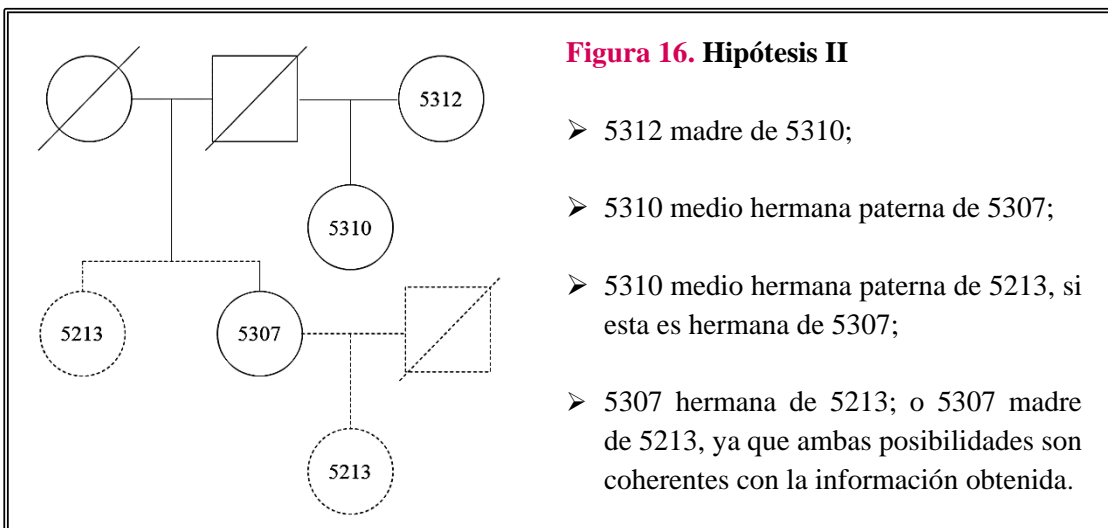 Figura 16. Hipótesis II
5312
➤ 5312 madre de 5310;
5310
➤ 5310 medio hermana paterna de 5307;
➤ 5310 medio hermana paterna de 5213, si
esta es hermana de 5307;
5213
5307
➤ 5307 hermana de 5213; o 5307 madre
de 5213, ya que ambas posibilidades son
coherentes con la información obtenida.
5213